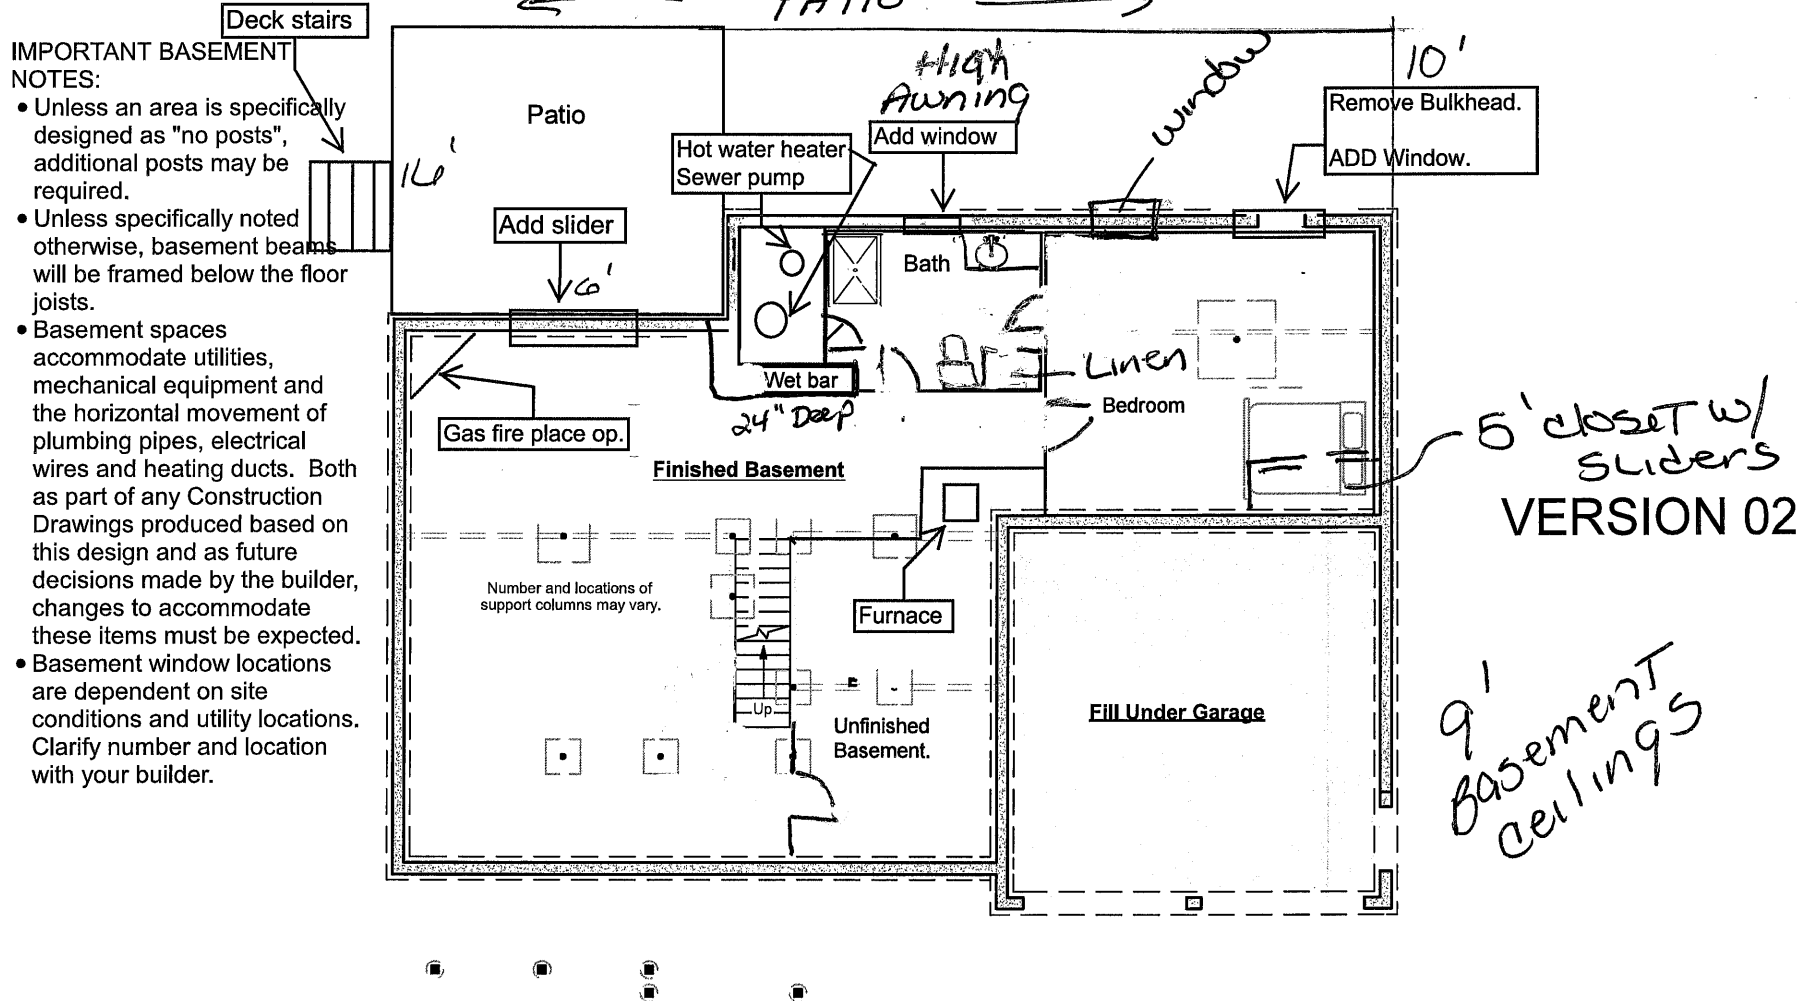 PATIO
Deck stairs
IMPORTANT BASEMENT
NOTES:
• Unless an area is specifically
designed as "no posts",
additional posts may be
required.
• Unless specifically noted
otherwise, basement beams
will be framed below the floor
joists.
• Basement spaces
accommodate utilities,
mechanical equipment and
the horizontal movement of
plumbing pipes, electrical
wires and heating ducts. Both
as part of any Construction
Drawings produced based on
this design and as future
decisions made by the builder,
changes to accommodate
these items must be expected.
• Basement window locations
are dependent on site
conditions and utility locations.
Clarify number and location
with your builder.
Patio
16'
Add slider
6'
Hot water heater
Sewer pump
High
Awning
Add window
Window
10'
Remove Bulkhead.
ADD Window.
Bath
Linen
Wet bar
24" Deep
Bedroom
Gas fire place op.
Finished Basement
5' closet w/
sliders
VERSION 02
Number and locations of
support columns may vary.
Furnace
Up
Unfinished
Basement.
Fill Under Garage
9'
Basement
ceilings